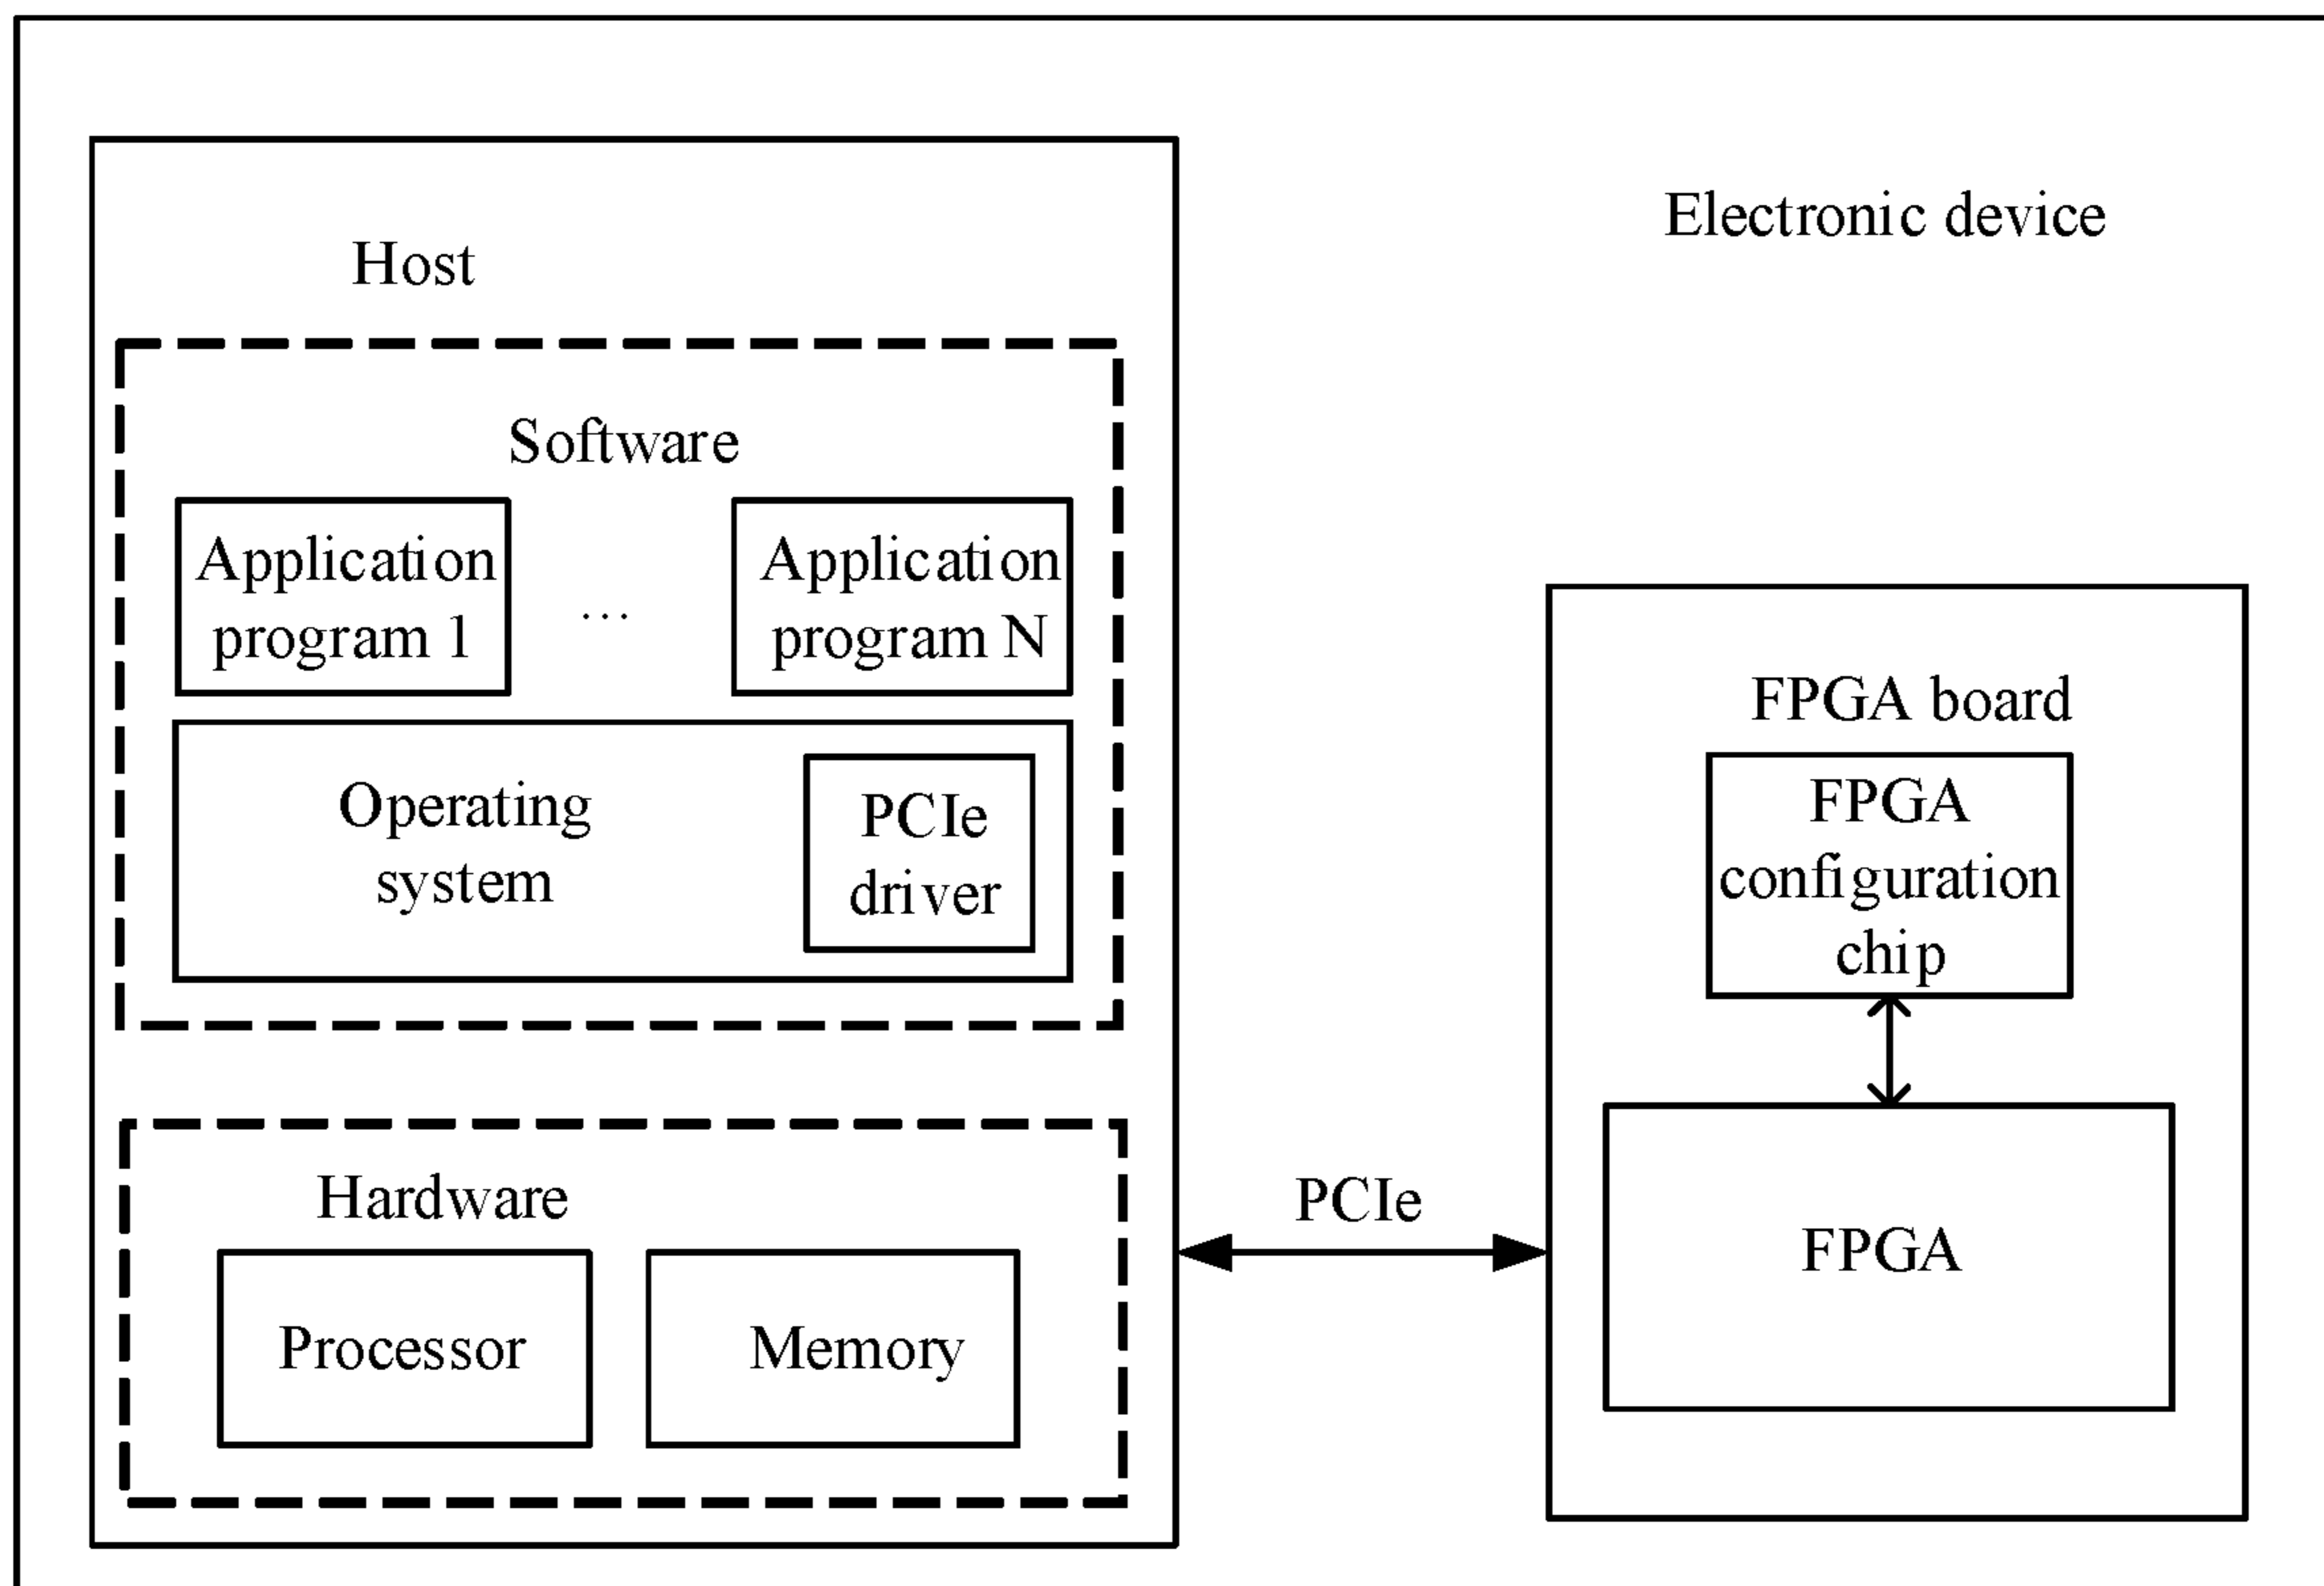 Electronic device
Host
Software
Application
program 1
...
Application
program N
Operating
system
PCIe
driver
Hardware
Processor
Memory
PCIe
FPGA board
FPGA
configuration
chip
FPGA